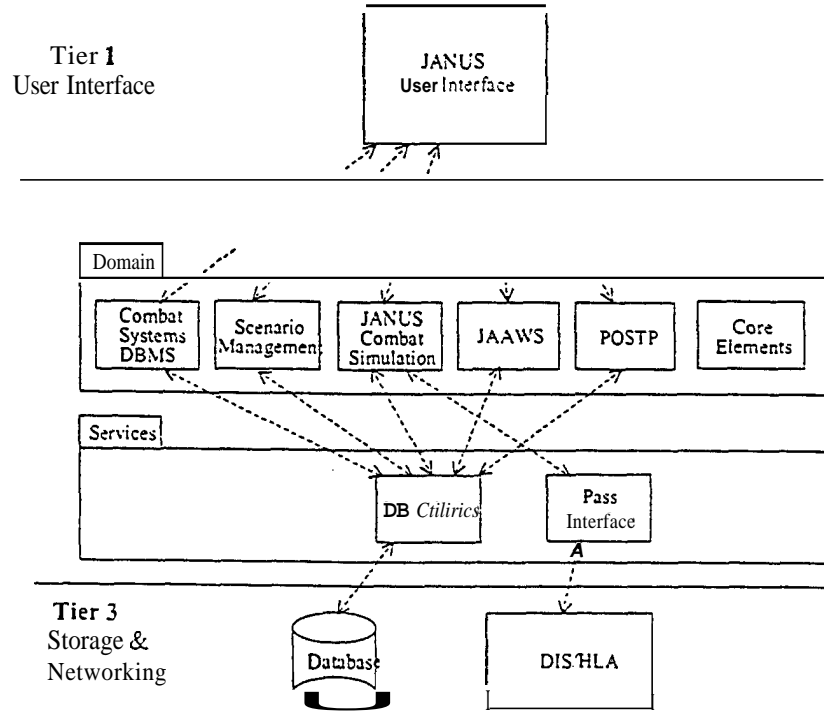 Tier 1
User Interface
JANUS
User Interface
Domain
Combat
Systems
DBMS
Scenario
Management
JANUS
Combat
Simulation
JAAWS
POSTP
Core
Elements
Services
DB Ctilirics
Pass
Interface
A
Tier 3
Storage &
Networking
Database
DIS/HLA